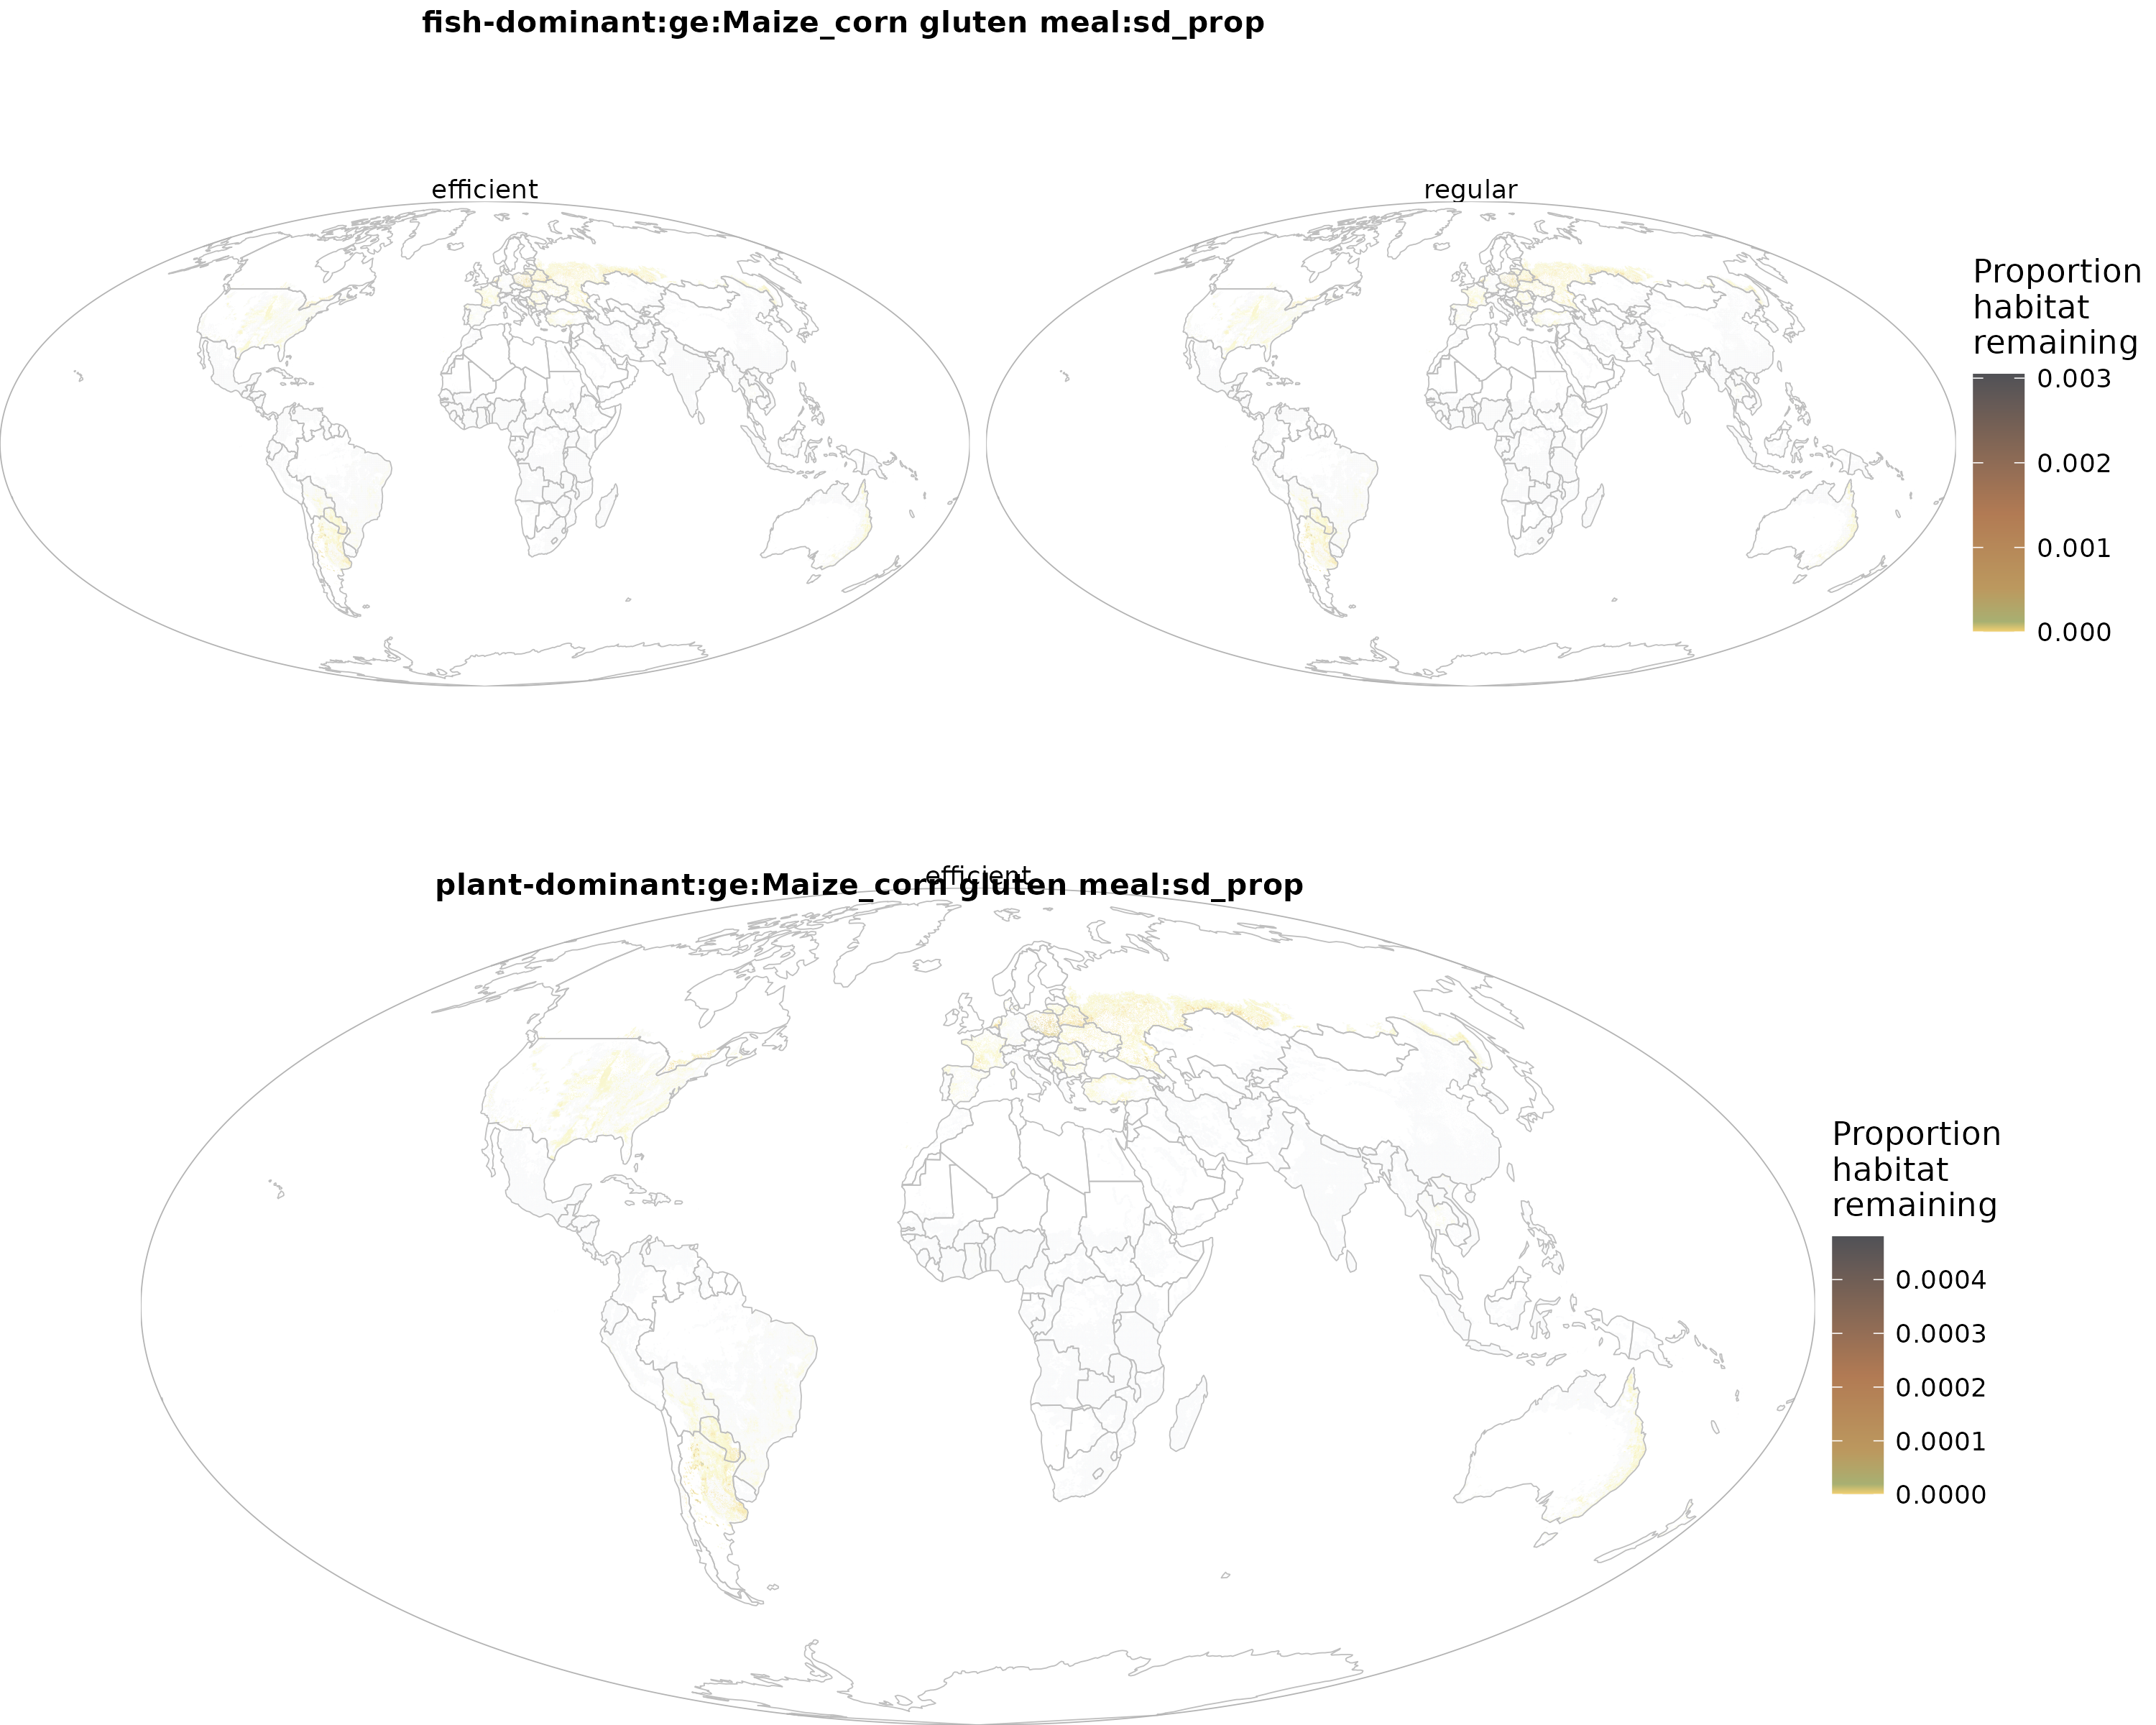 fish-dominant:ge:Maize_corn gluten meal:sd_prop
efficient
regular
Proportion
habitat
remaining
0.003
0.002
0.001
0.000
efficient
plant-dominant:ge:Maize_corn gluten meal:sd_prop
Proportion
habitat
remaining
0.0004
0.0003
0.0002
0.0001
0.0000